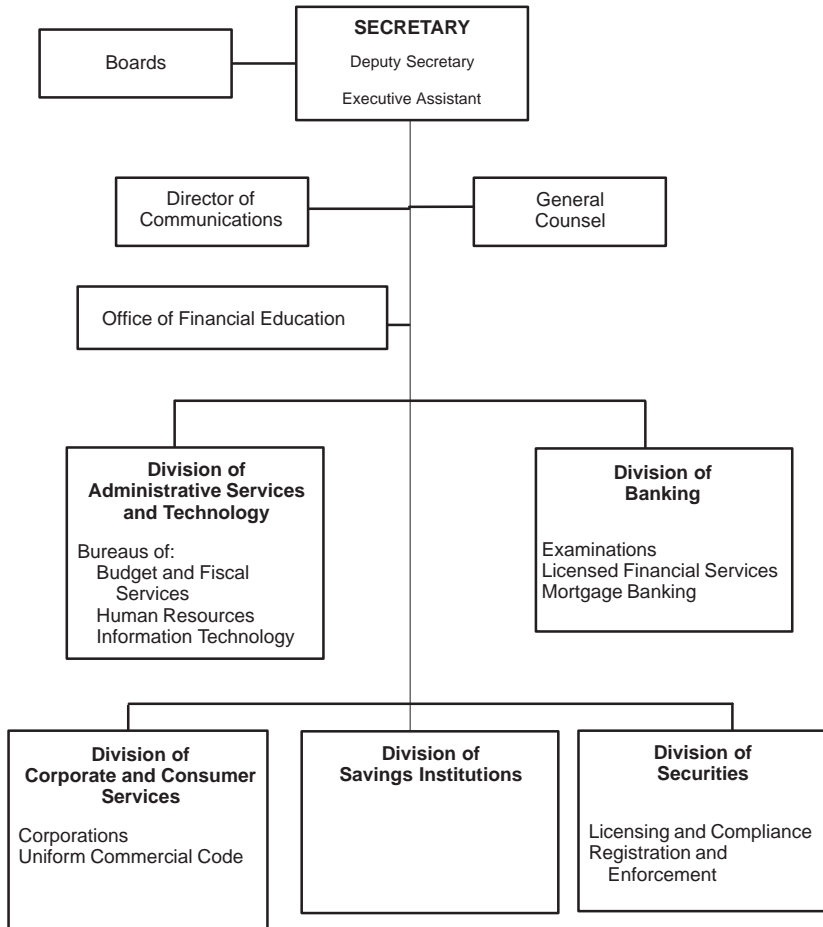 SECRETARY
Deputy Secretary
Executive Assistant
Boards
Director of
Communications
General
Counsel
Office of Financial Education
Division of
Administrative Services
and Technology
Bureaus of:
Budget and Fiscal
Services
Human Resources
Information Technology
Division of
Banking
Examinations
Licensed Financial Services
Mortgage Banking
Division of
Corporate and Consumer
Services
Corporations
Uniform Commercial Code
Division of
Savings Institutions
Division of
Securities
Licensing and Compliance
Registration and
Enforcement